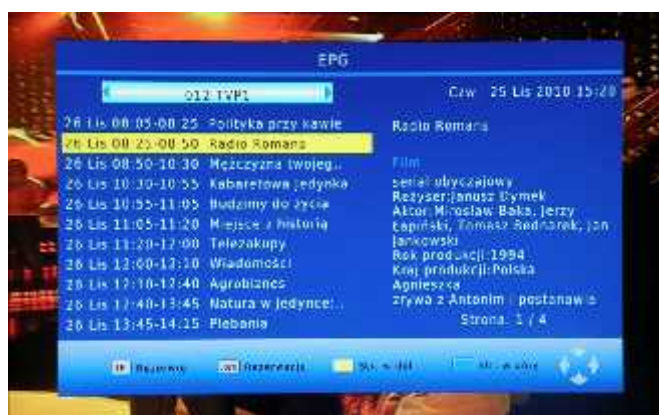 EPG
012 TVP1
Czw 25 Lis 2010 15:20
26 Lis 08:05-08:25 Polityka przy kawie
26 Lis 08:25-08:50 Radio Romans
26 Lis 08:50-10:30 Mężczyzna twojeg...
26 Lis 10:30-10:55 Kabaretowa Jedynka
26 Lis 10:55-11:05 Budzimy do życia
26 Lis 11:05-11:20 Miejsce z historią
26 Lis 11:20-12:00 Telezakupy
26 Lis 12:00-12:10 Wiadomości
26 Lis 12:10-12:40 Agrobiznes
26 Lis 12:40-13:45 Natura w Jedynce:..
26 Lis 13:45-14:15 Plebania
Radio Romans
Film
serial obyczajowy
Reżyser:Janusz Dymek
Aktor:Mirosław Baka, Jerzy
Łapiński, Tomasz Bednarek, Jan
Jankowski
Rok produkcji:1994
Kraj produkcji:Polska
Agnieszka
zrywa z Antonim i postanawia
Strona: 1 / 4
Rezerwacja
Str. w dół
Str. w górę